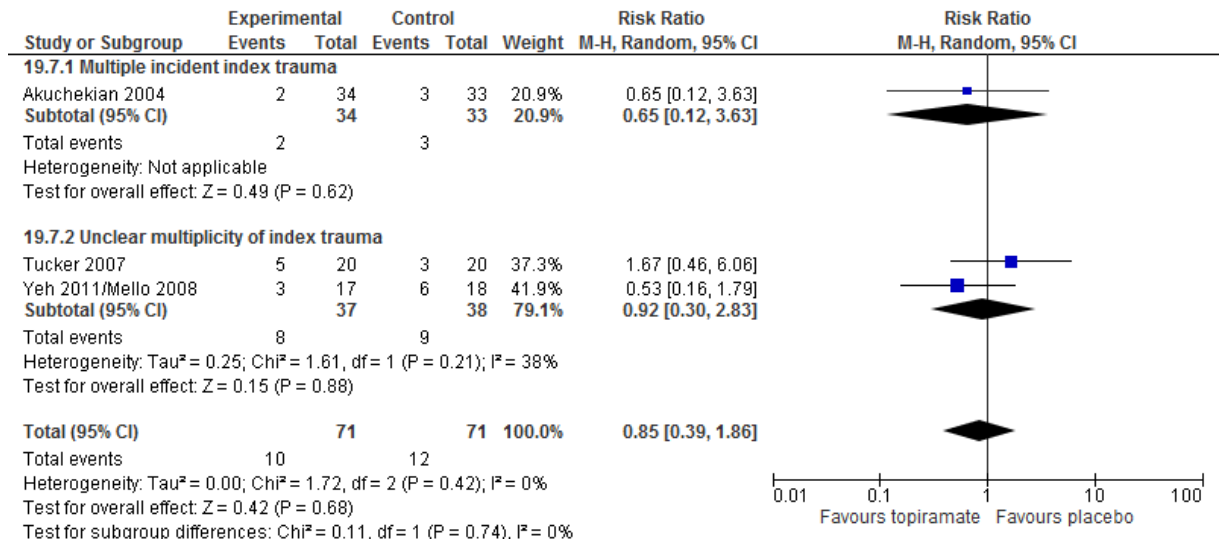 Experimental Control Risk Ratio Risk Ratio
Study or Subgroup Events Total Events Total Weight M-H, Random, 95% CI M-H, Random, 95% CI
19.7.1 Multiple incident index trauma
Akuchekian 2004 2 34 3 33 20.9% 0.65 [0.12, 3.63]
Subtotal (95% CI) 34 33 20.9% 0.65 [0.12, 3.63]
Total events 2 3
Heterogeneity: Not applicable
Test for overall effect: Z = 0.49 (P = 0.62)
19.7.2 Unclear multiplicity of index trauma
Tucker 2007 5 20 3 20 37.3% 1.67 [0.46, 6.06]
Yeh 2011/Mello 2008 3 17 6 18 41.9% 0.53 [0.16, 1.79]
Subtotal (95% CI) 37 38 79.1% 0.92 [0.30, 2.83]
Total events 8 9
Heterogeneity: Tau² = 0.25; Chi² = 1.61, df = 1 (P = 0.21); I² = 38%
Test for overall effect: Z = 0.15 (P = 0.88)
Total (95% CI) 71 71 100.0% 0.85 [0.39, 1.86]
Total events 10 12
Heterogeneity: Tau² = 0.00; Chi² = 1.72, df = 2 (P = 0.42); I² = 0%
Test for overall effect: Z = 0.42 (P = 0.68)
Test for subgroup differences: Chi² = 0.11, df = 1 (P = 0.74), I² = 0%
0.01 0.1 1 10 100
Favours topiramate Favours placebo